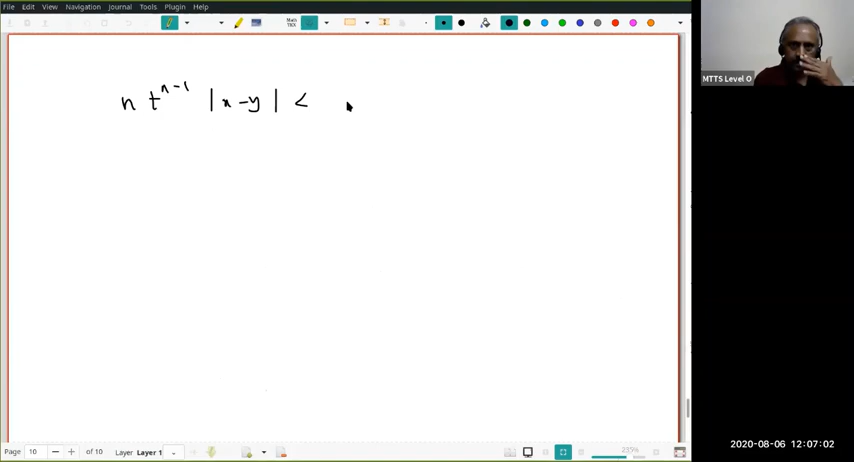 File Edit View Navigation Journal Tools Plugin Help
n t^{n-1} |x-y| <
MTTS Level O
Page 10 of 10 Layer Layer 1 235%
2020-08-06 12:07:02